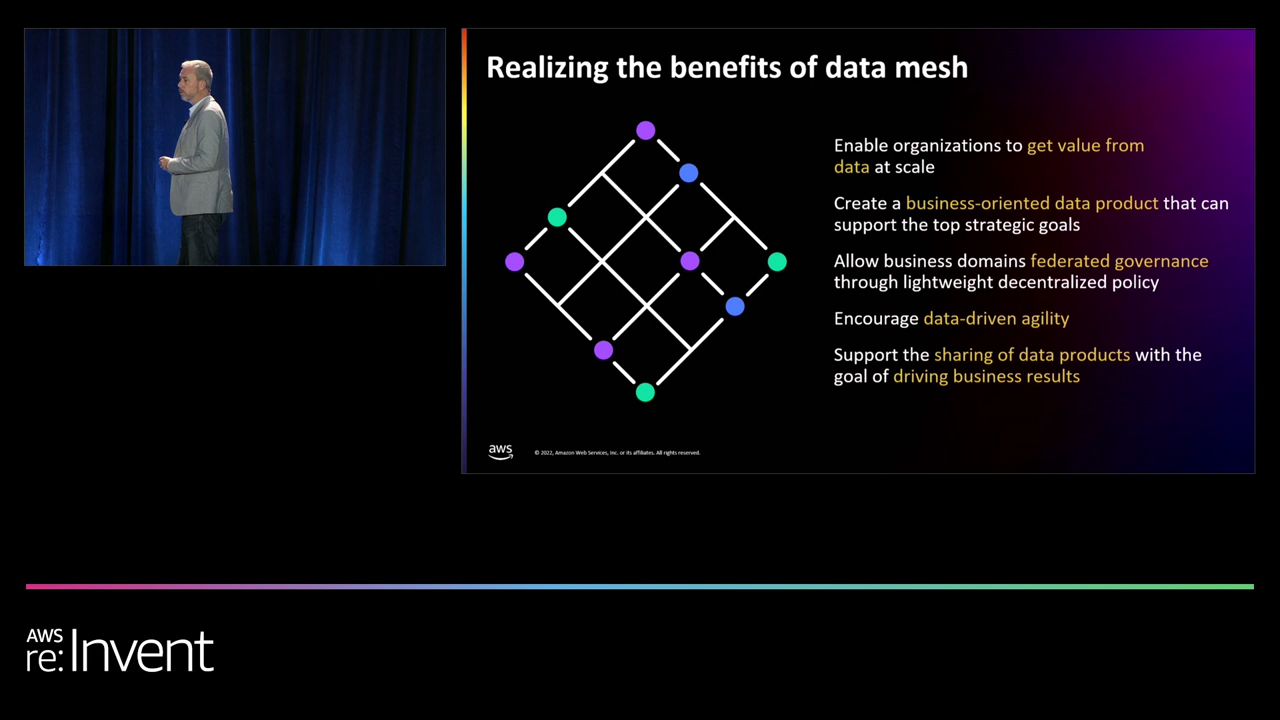 Realizing the benefits of data mesh
Enable organizations to get value from
data at scale
Create a business-oriented data product that can
support the top strategic goals
Allow business domains federated governance
through lightweight decentralized policy
Encourage data-driven agility
Support the sharing of data products with the
goal of driving business results
aws
© 2022, Amazon Web Services, Inc. or its affiliates. All rights reserved.
AWS
re:Invent